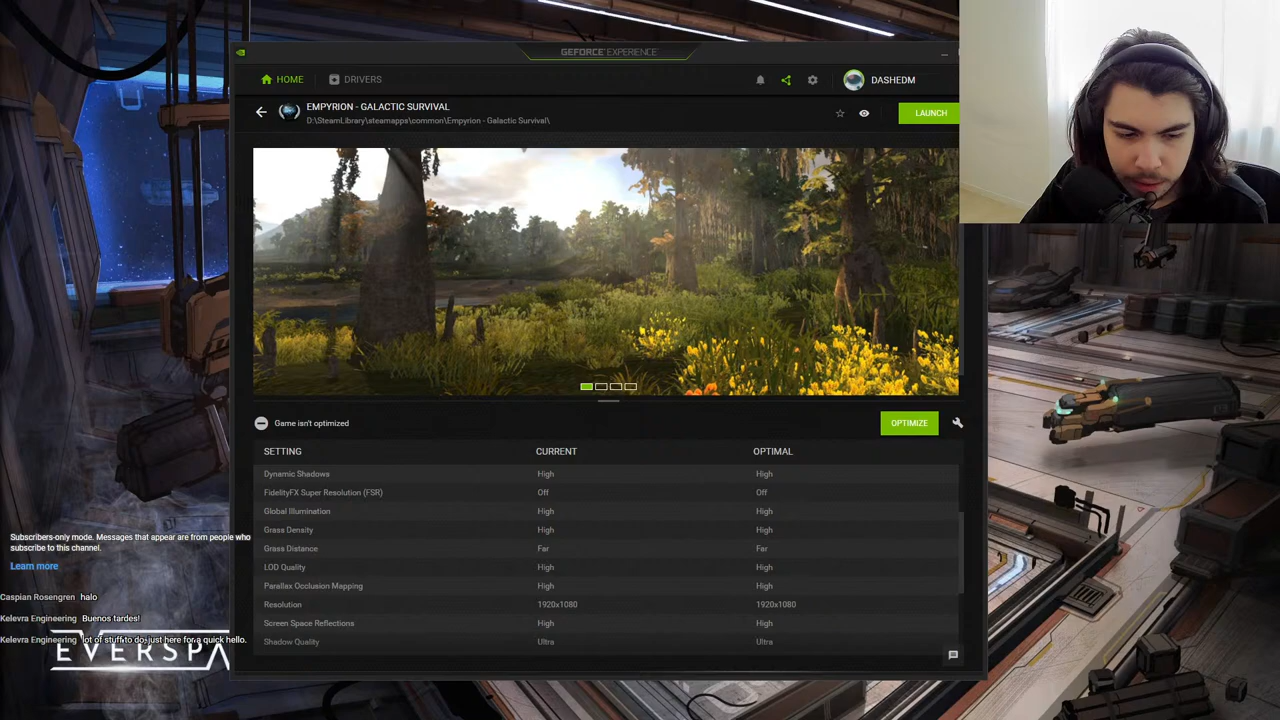 GEFORCE EXPERIENCE
HOME
DRIVERS
DASHEDM
EMPYRION - GALACTIC SURVIVAL
D:\SteamLibrary\steamapps\common\Empyrion - Galactic Survival\
LAUNCH
Game isn't optimized
OPTIMIZE
SETTING CURRENT OPTIMAL
Dynamic Shadows High High
FidelityFX Super Resolution (FSR) Off Off
Global Illumination High High
Grass Density High High
Grass Distance Far Far
LOD Quality High High
Parallax Occlusion Mapping High High
Resolution 1920x1080 1920x1080
Screen Space Reflections High High
Shadow Quality Ultra Ultra
Subscribers-only mode. Messages that appear are from people who
subscribe to this channel.
Learn more
Caspian Rosengren halo
Kelevra Engineering Buenos tardes!
Kelevra Engineering lot of stuff to do, just here for a quick hello.
EVERSPA